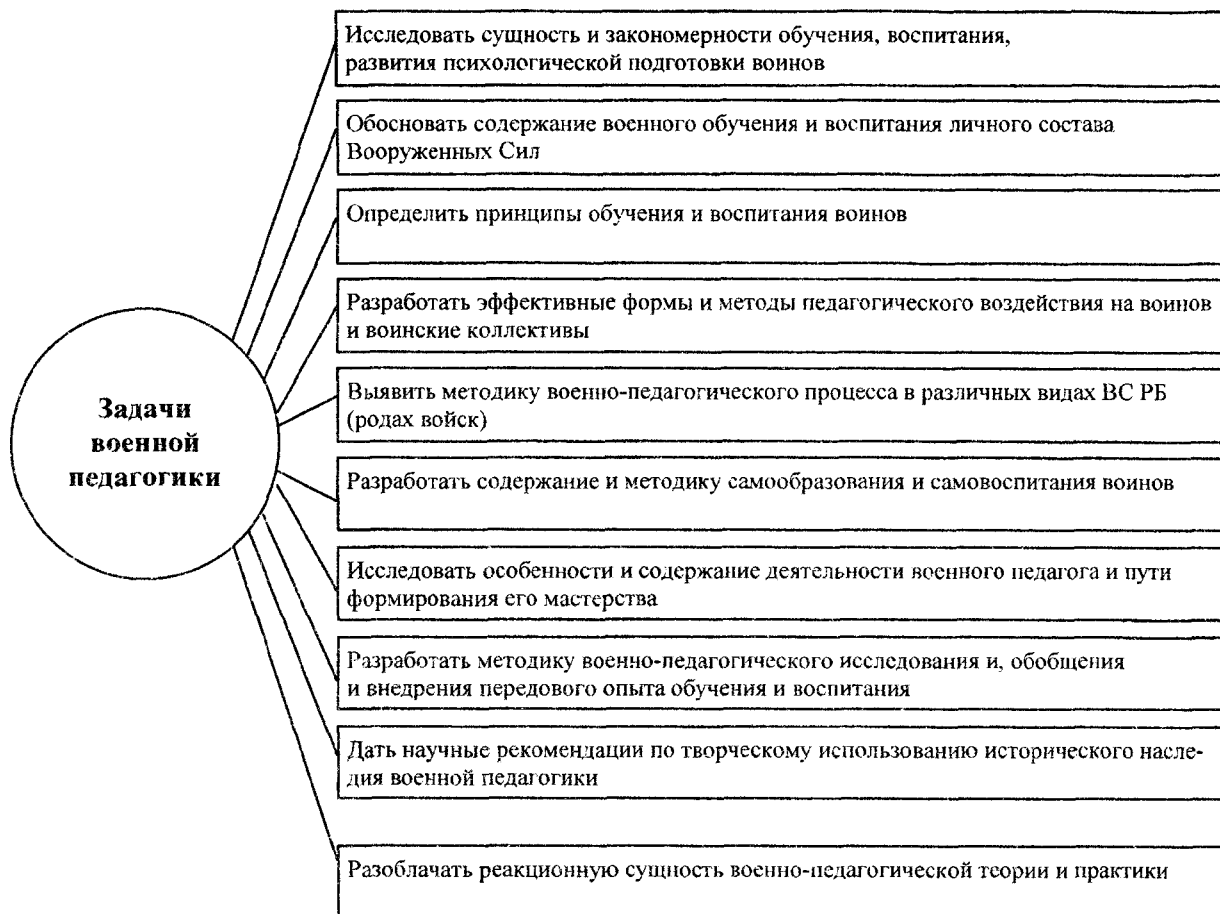 Исследовать сущность и закономерности обучения, воспитания,
развития психологической подготовки воинов
Обосновать содержание военного обучения и воспитания личного состава
Вооруженных Сил
Определить принципы обучения и воспитания воинов
Разработать эффективные формы и методы педагогического воздействия на воинов
и воинские коллективы
Задачи
военной
педагогики
Выявить методику военно-педагогического процесса в различных видах ВС РБ
(родах войск)
Разработать содержание и методику самообразования и самовоспитания воинов
Исследовать особенности и содержание деятельности военного педагога и пути
формирования его мастерства
Разработать методику военно-педагогического исследования и, обобщения
и внедрения передового опыта обучения и воспитания
Дать научные рекомендации по творческому использованию исторического насле-
дия военной педагогики
Разоблачать реакционную сущность военно-педагогической теории и практики